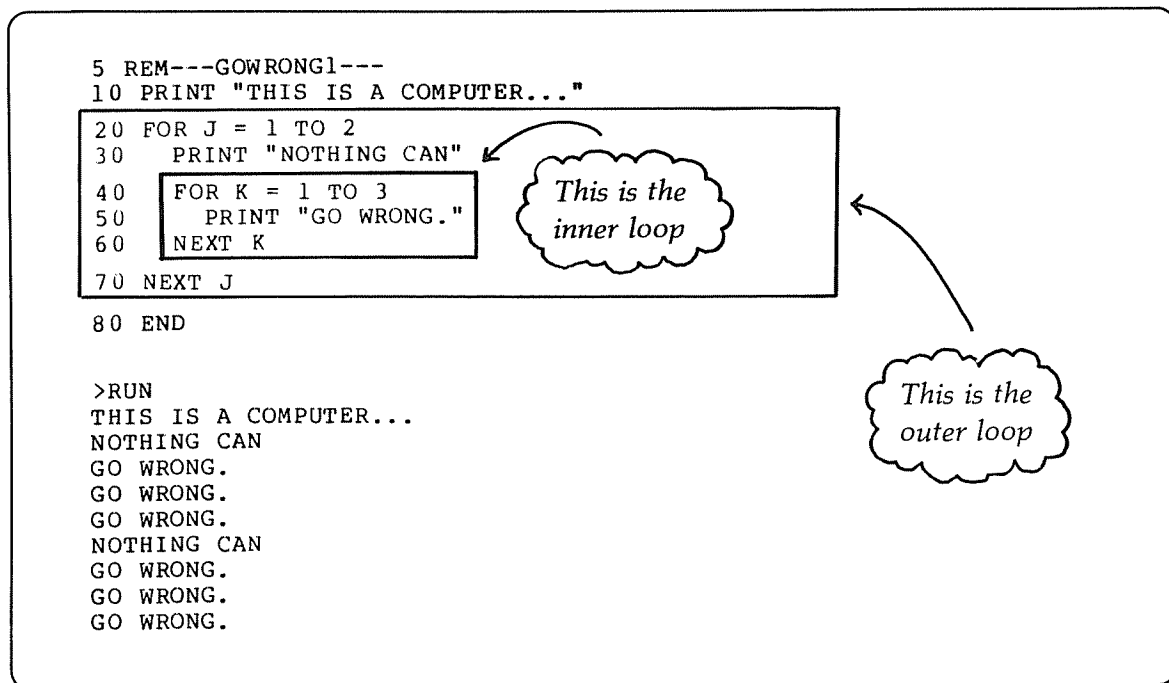 5 REM---GOWRONG1---
10 PRINT "THIS IS A COMPUTER..."
20 FOR J = 1 TO 2
30 PRINT "NOTHING CAN"
40 FOR K = 1 TO 3
50 PRINT "GO WRONG."
60 NEXT K
70 NEXT J
80 END
This is the
inner loop
>RUN
THIS IS A COMPUTER...
NOTHING CAN
GO WRONG.
GO WRONG.
GO WRONG.
NOTHING CAN
GO WRONG.
GO WRONG.
GO WRONG.
This is the
outer loop